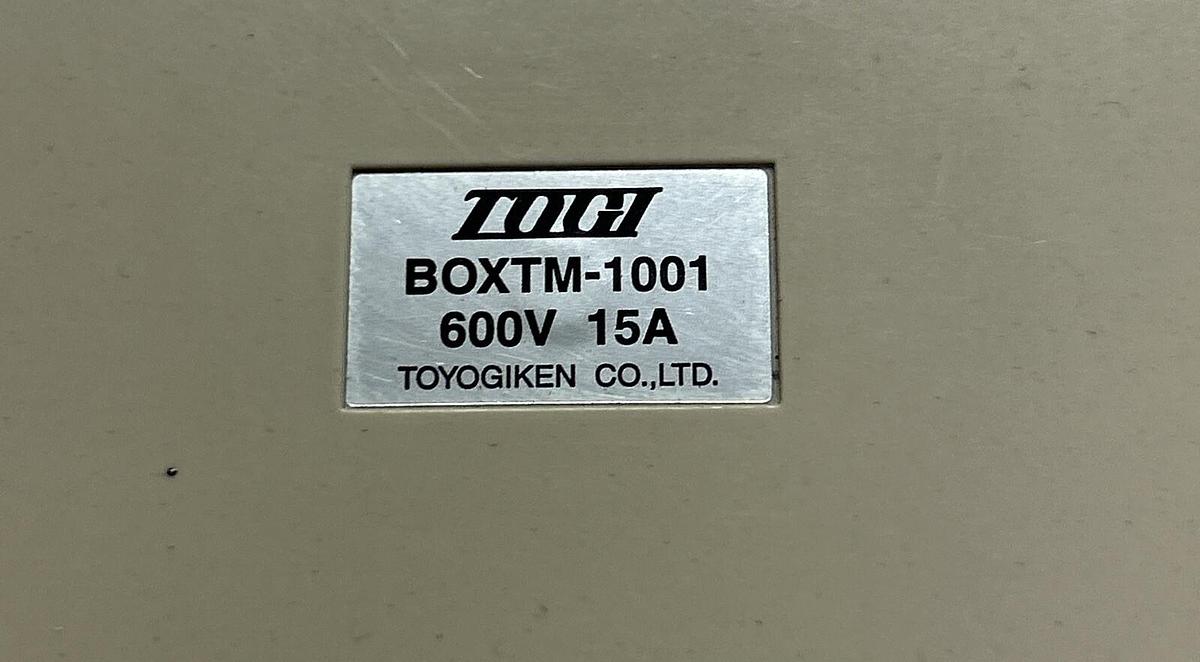 TOGI
BOXTM-1001
600V 15A
TOYOGIKEN CO.,LTD.